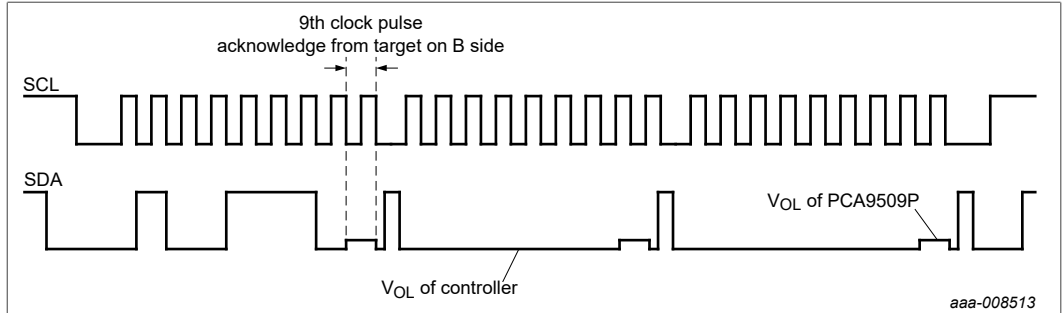 9th clock pulse
acknowledge from target on B side
SCL
SDA
VOL of PCA9509P
VOL of controller
aaa-008513